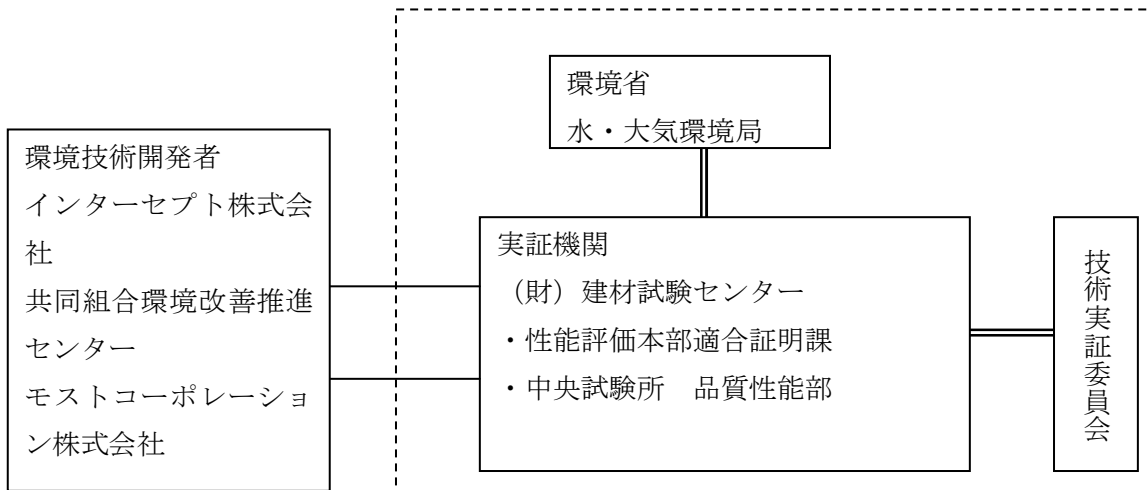 環境省
水・大気環境局
環境技術開発者
インターセプト株式会
社
共同組合環境改善推進
センター
モストコーポレーショ
ン株式会社
実証機関
（財）建材試験センター
・性能評価本部適合証明課
・中央試験所　品質性能部
技術実証委員会